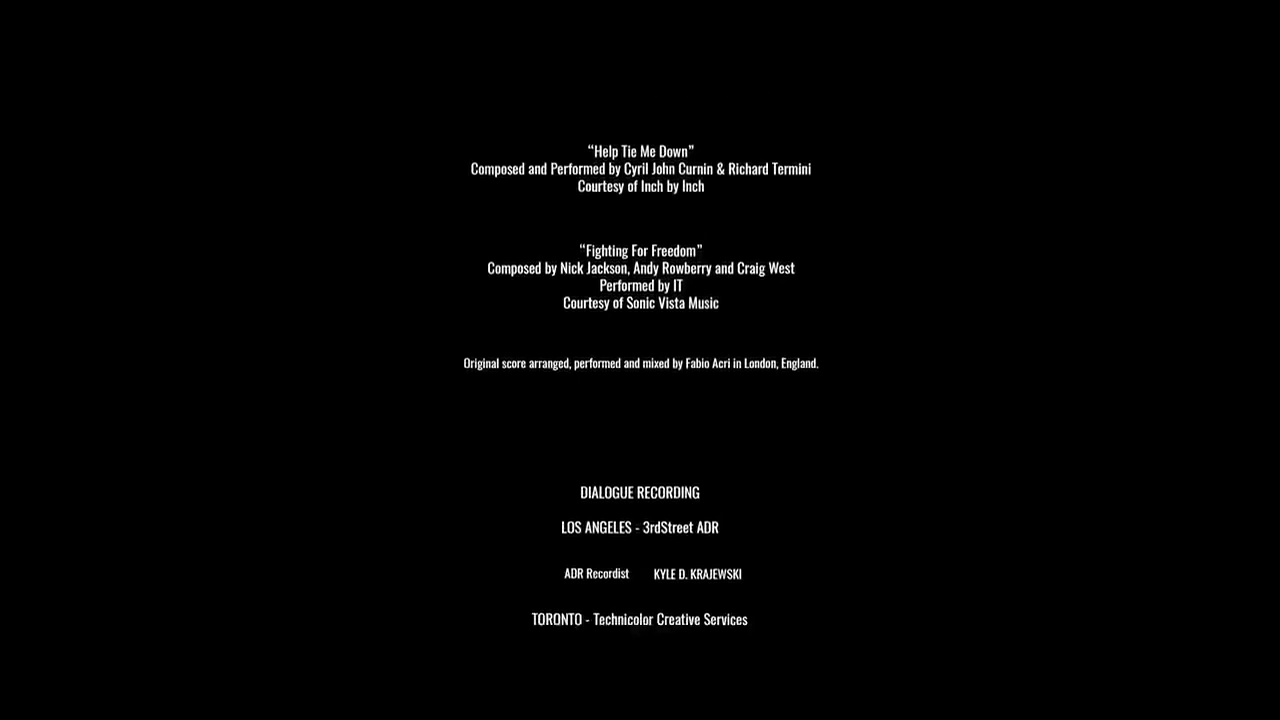 “Help Tie Me Down”
Composed and Performed by Cyril John Curnin & Richard Termini
Courtesy of Inch by Inch
“Fighting For Freedom”
Composed by Nick Jackson, Andy Rowberry and Craig West
Performed by IT
Courtesy of Sonic Vista Music
Original score arranged, performed and mixed by Fabio Acri in London, England.
DIALOGUE RECORDING
LOS ANGELES - 3rdStreet ADR
ADR Recordist KYLE D. KRAJEWSKI
TORONTO - Technicolor Creative Services